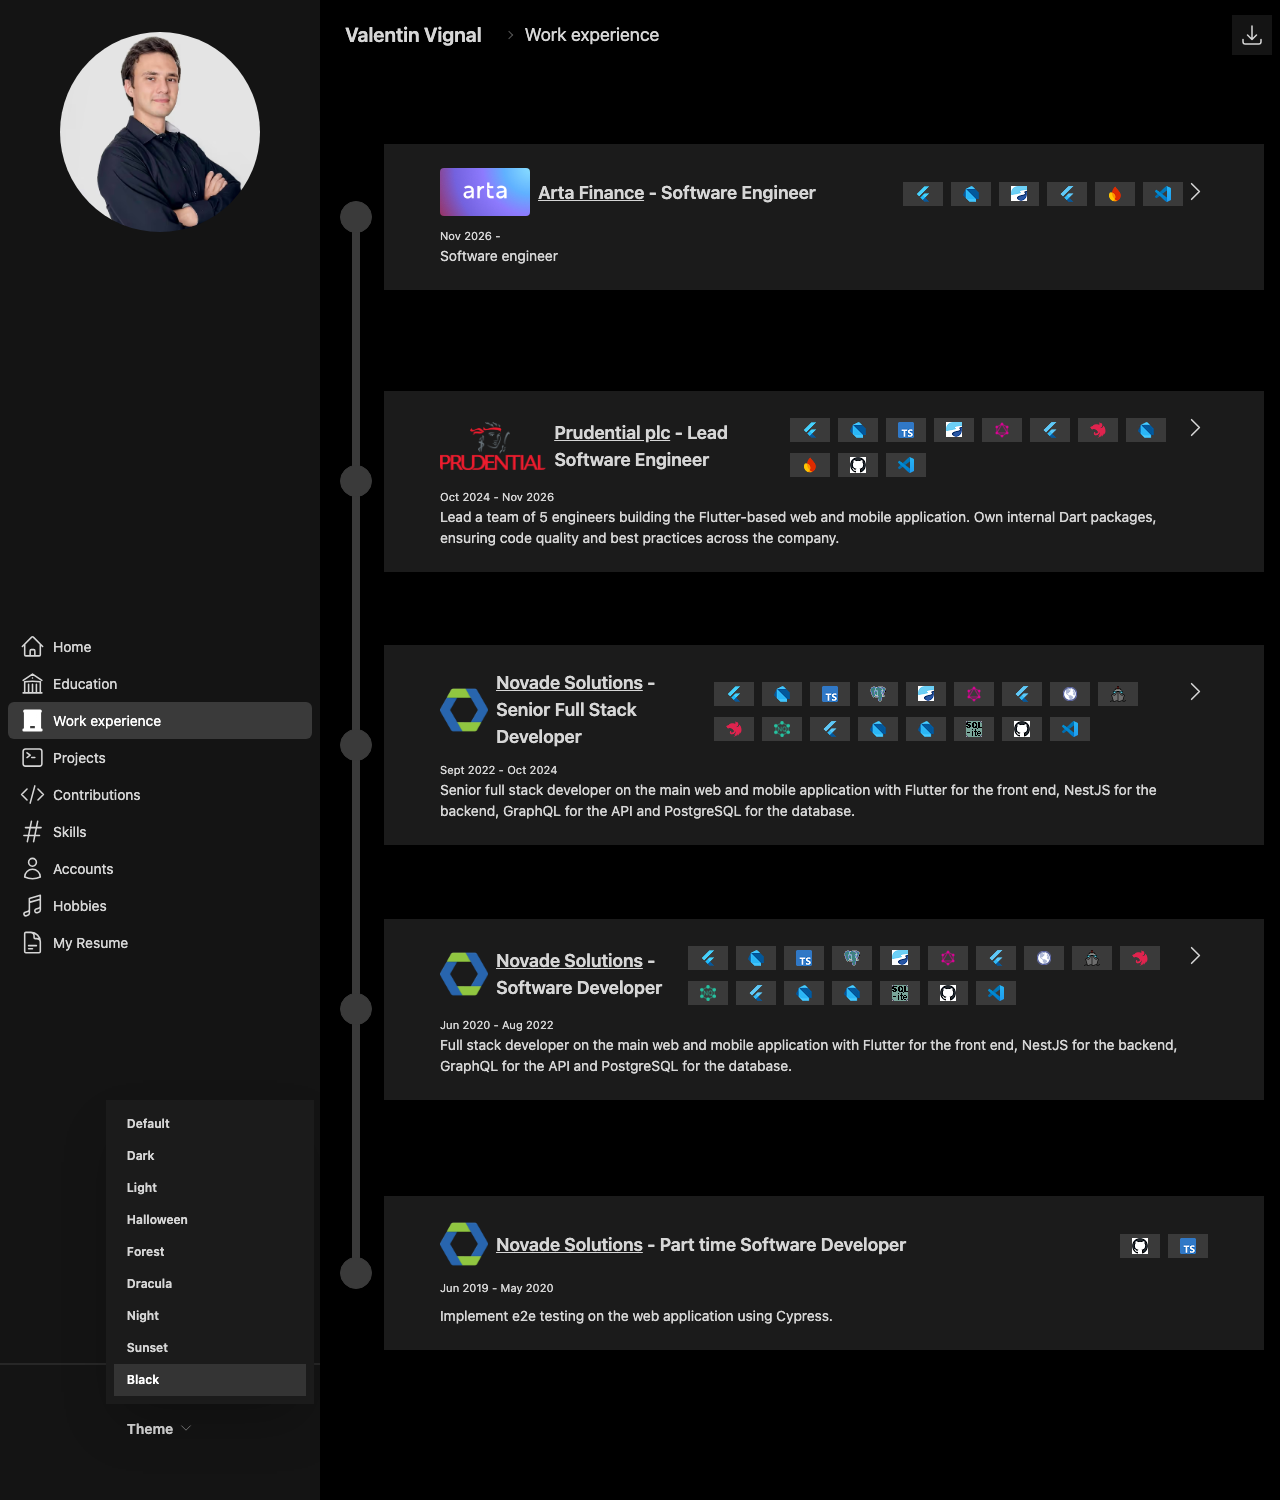 Valentin Vignal
Work experience
Home
Education
Work experience
Projects
Contributions
Skills
Accounts
Hobbies
My Resume
Default
Dark
Light
Halloween
Forest
Dracula
Night
Sunset
Black
Theme
arta
Arta Finance - Software Engineer
Nov 2026 -
Software engineer
PRUDENTIAL
Prudential plc - Lead
Software Engineer
TS
Oct 2024 - Nov 2026
Lead a team of 5 engineers building the Flutter-based web and mobile application. Own internal Dart packages,
ensuring code quality and best practices across the company.
Novade Solutions -
Senior Full Stack
Developer
TS
SQL
-ite
Sept 2022 - Oct 2024
Senior full stack developer on the main web and mobile application with Flutter for the front end, NestJS for the
backend, GraphQL for the API and PostgreSQL for the database.
Novade Solutions -
Software Developer
TS
SQL
-ite
Jun 2020 - Aug 2022
Full stack developer on the main web and mobile application with Flutter for the front end, NestJS for the backend,
GraphQL for the API and PostgreSQL for the database.
Novade Solutions - Part time Software Developer
TS
Jun 2019 - May 2020
Implement e2e testing on the web application using Cypress.